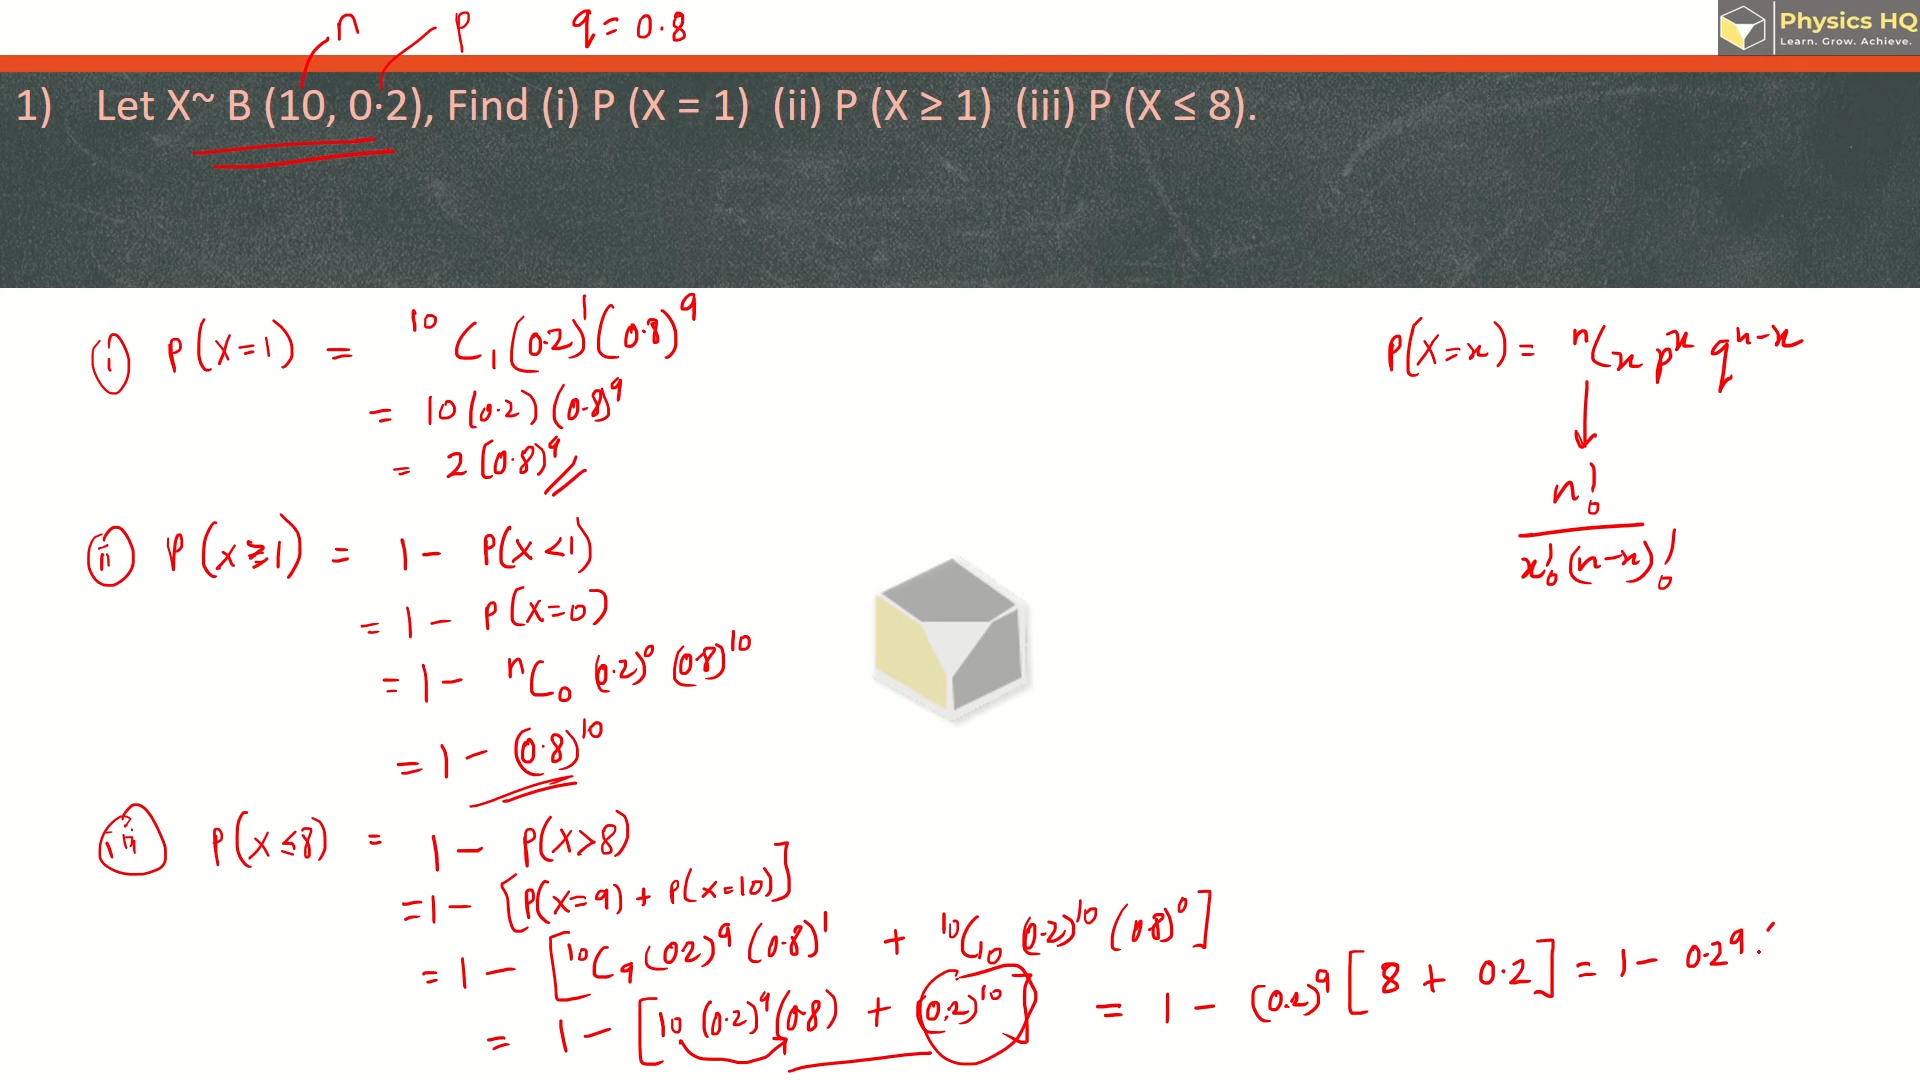 n p q = 0.8
Physics HQ
Learn. Grow. Achieve.
1) Let X~ B (10, 0·2), Find (i) P (X = 1) (ii) P (X ≥ 1) (iii) P (X ≤ 8).
(i) P(X=1) = ¹⁰C₁ (0.2)¹ (0.8)⁹
= 10 (0.2) (0.8)⁹
= 2 (0.8)⁹
P(X=x) = ⁿCₓ pˣ qⁿ⁻ˣ
n!
x! (n-x)!
(ii) P(X≥1) = 1 - P(X<1)
= 1 - P(X=0)
= 1 - ⁿC₀ (0.2)⁰ (0.8)¹⁰
= 1 - (0.8)¹⁰
(iii) P(X≤8) = 1 - P(X>8)
= 1 - [P(X=9) + P(X=10)]
= 1 - [¹⁰C₉ (0.2)⁹ (0.8)¹ + ¹⁰C₁₀ (0.2)¹⁰ (0.8)⁰]
= 1 - [10 (0.2)⁹ (0.8) + (0.2)¹⁰] = 1 - (0.2)⁹ [8 + 0.2] = 1 - 0.2⁹.